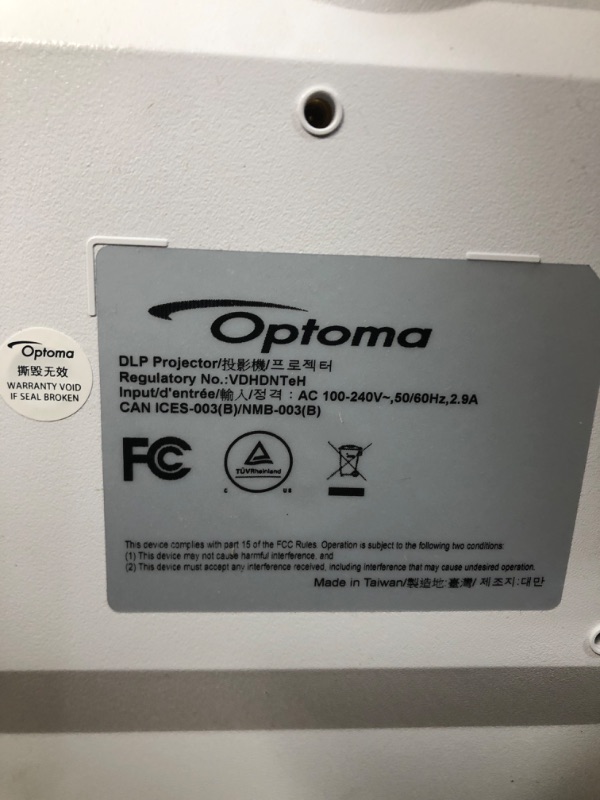 Optoma
DLP Projector/投影機/프로젝터
Regulatory No.:VDHDNTeH
Input/d'entrée/輸入/정격 : AC 100-240V~,50/60Hz,2.9A
CAN ICES-003(B)/NMB-003(B)
Optoma
撕毁无效
WARRANTY VOID
IF SEAL BROKEN
FC
TÜVRheinland
C US
This device complies with part 15 of the FCC Rules. Operation is subject to the following two conditions:
(1) This device may not cause harmful interference, and
(2) This device must accept any interference received, including interference that may cause undesired operation.
Made in Taiwan/製造地:臺灣/ 제조지:대만